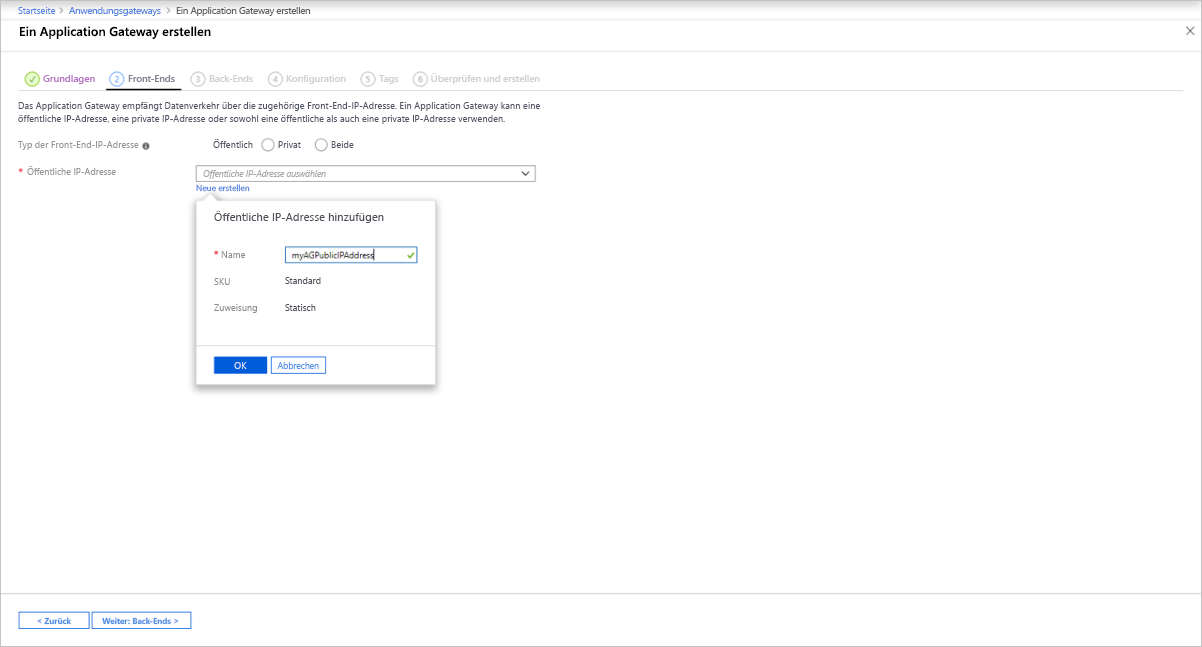 Startseite > Anwendungsgateways > Ein Application Gateway erstellen
Ein Application Gateway erstellen
✓ Grundlagen 2 Front-Ends 3 Back-Ends 4 Konfiguration 5 Tags 6 Überprüfen und erstellen
Das Application Gateway empfängt Datenverkehr über die zugehörige Front-End-IP-Adresse. Ein Application Gateway kann eine
öffentliche IP-Adresse, eine private IP-Adresse oder sowohl eine öffentliche als auch eine private IP-Adresse verwenden.
Typ der Front-End-IP-Adresse Öffentlich Privat Beide
* Öffentliche IP-Adresse Öffentliche IP-Adresse auswählen
Neue erstellen
Öffentliche IP-Adresse hinzufügen
* Name myAGPublicIPAddress
SKU Standard
Zuweisung Statisch
OK Abbrechen
< Zurück Weiter: Back-Ends >